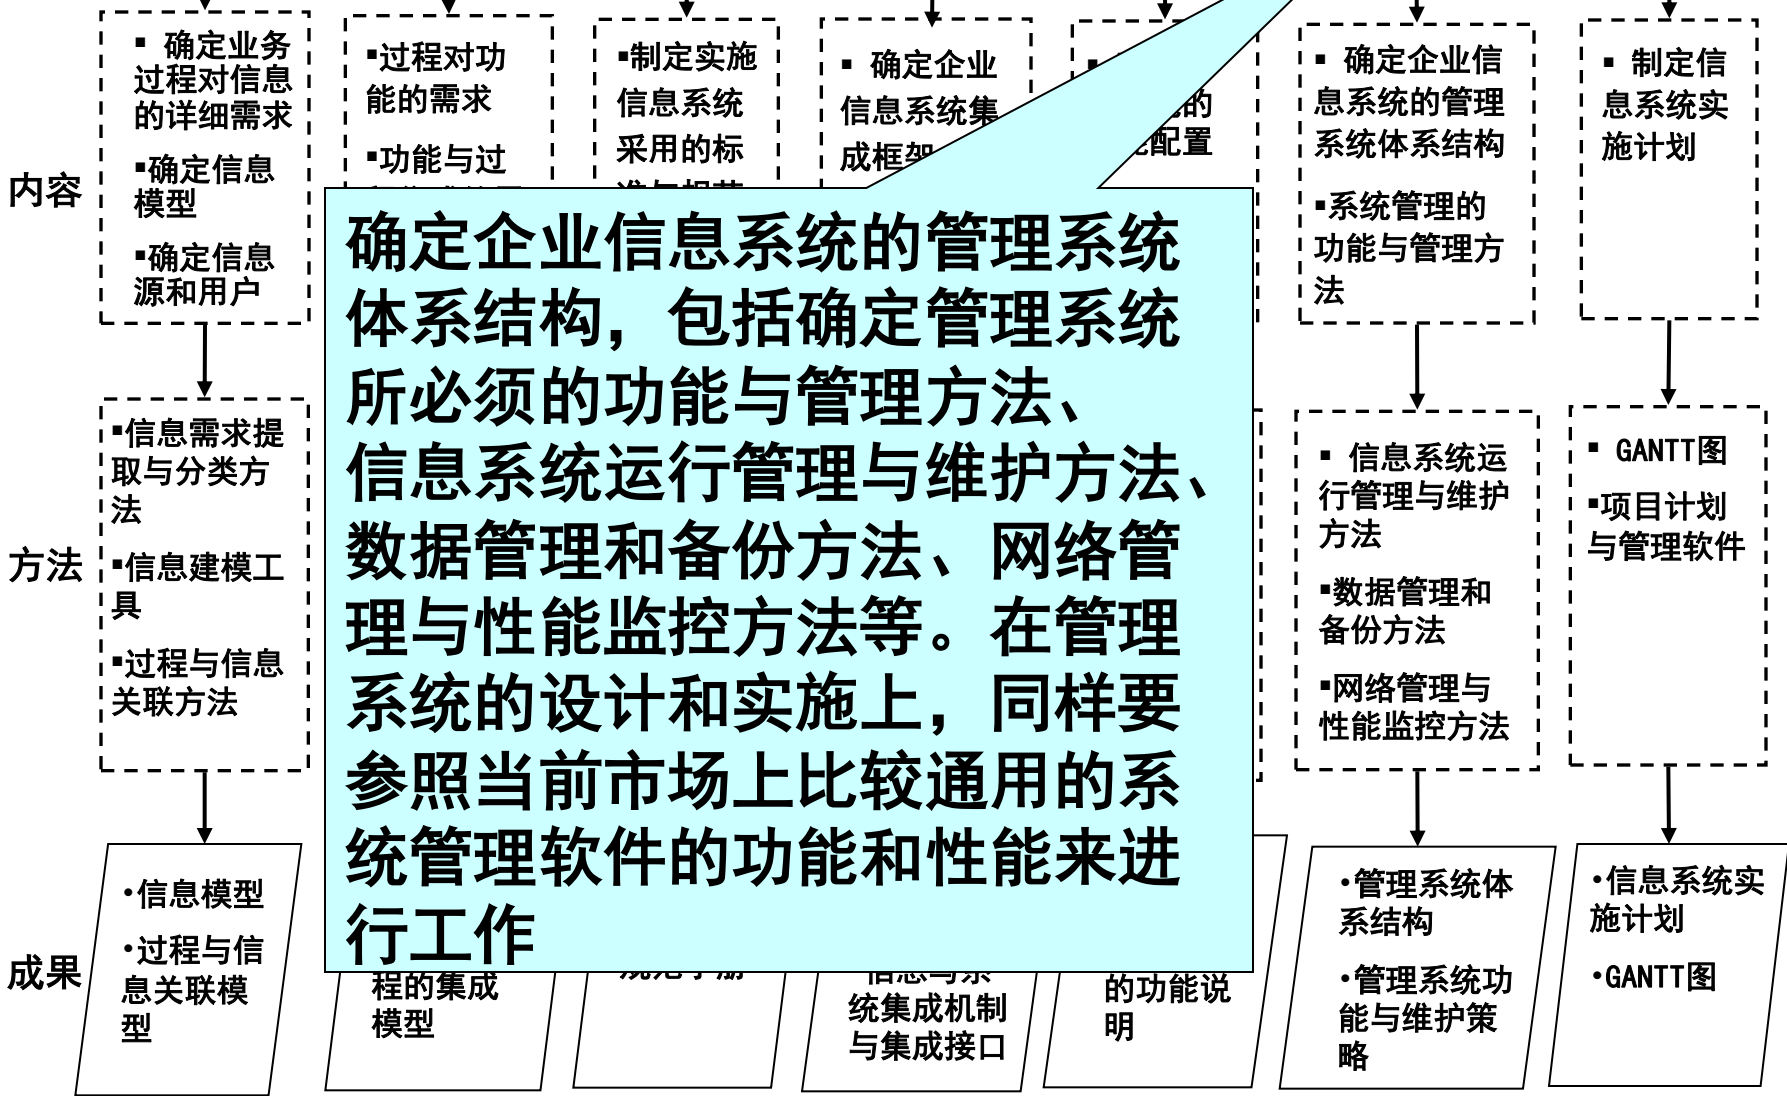 ▪ 确定业务
过程对信息
的详细需求
▪确定信息
模型
▪确定信息
源和用户
▪过程对功
能的需求
▪功能与过
▪制定实施
信息系统
采用的标
▪ 确定企业
信息系统集
成框架
的
配置
▪ 确定企业信
息系统的管理
系统体系结构
▪系统管理的
功能与管理方
法
▪ 制定信
息系统实
施计划
内容
确定企业信息系统的管理系统
体系结构，包括确定管理系统
所必须的功能与管理方法、
信息系统运行管理与维护方法、
数据管理和备份方法、网络管
理与性能监控方法等。在管理
系统的设计和实施上，同样要
参照当前市场上比较通用的系
统管理软件的功能和性能来进
行工作
方法
▪信息需求提
取与分类方
法
▪信息建模工
具
▪过程与信息
关联方法
▪ 信息系统运
行管理与维护
方法
▪数据管理和
备份方法
▪网络管理与
性能监控方法
▪ GANTT图
▪项目计划
与管理软件
成果
•信息模型
•过程与信
息关联模
型
程的集成
模型
统集成机制
与集成接口
的功能说
明
•管理系统体
系结构
•管理系统功
能与维护策
略
•信息系统实
施计划
•GANTT图